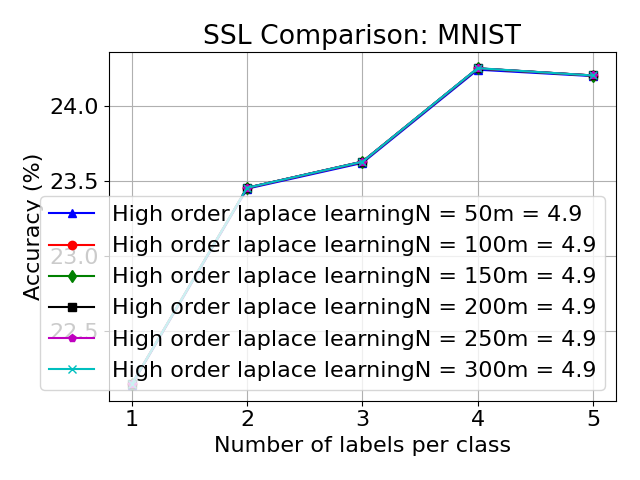 SSL Comparison: MNIST
Accuracy (%)
24.0
23.5
23.0
22.5
High order laplace learningN = 50m = 4.9
High order laplace learningN = 100m = 4.9
High order laplace learningN = 150m = 4.9
High order laplace learningN = 200m = 4.9
High order laplace learningN = 250m = 4.9
High order laplace learningN = 300m = 4.9
1 2 3 4 5
Number of labels per class